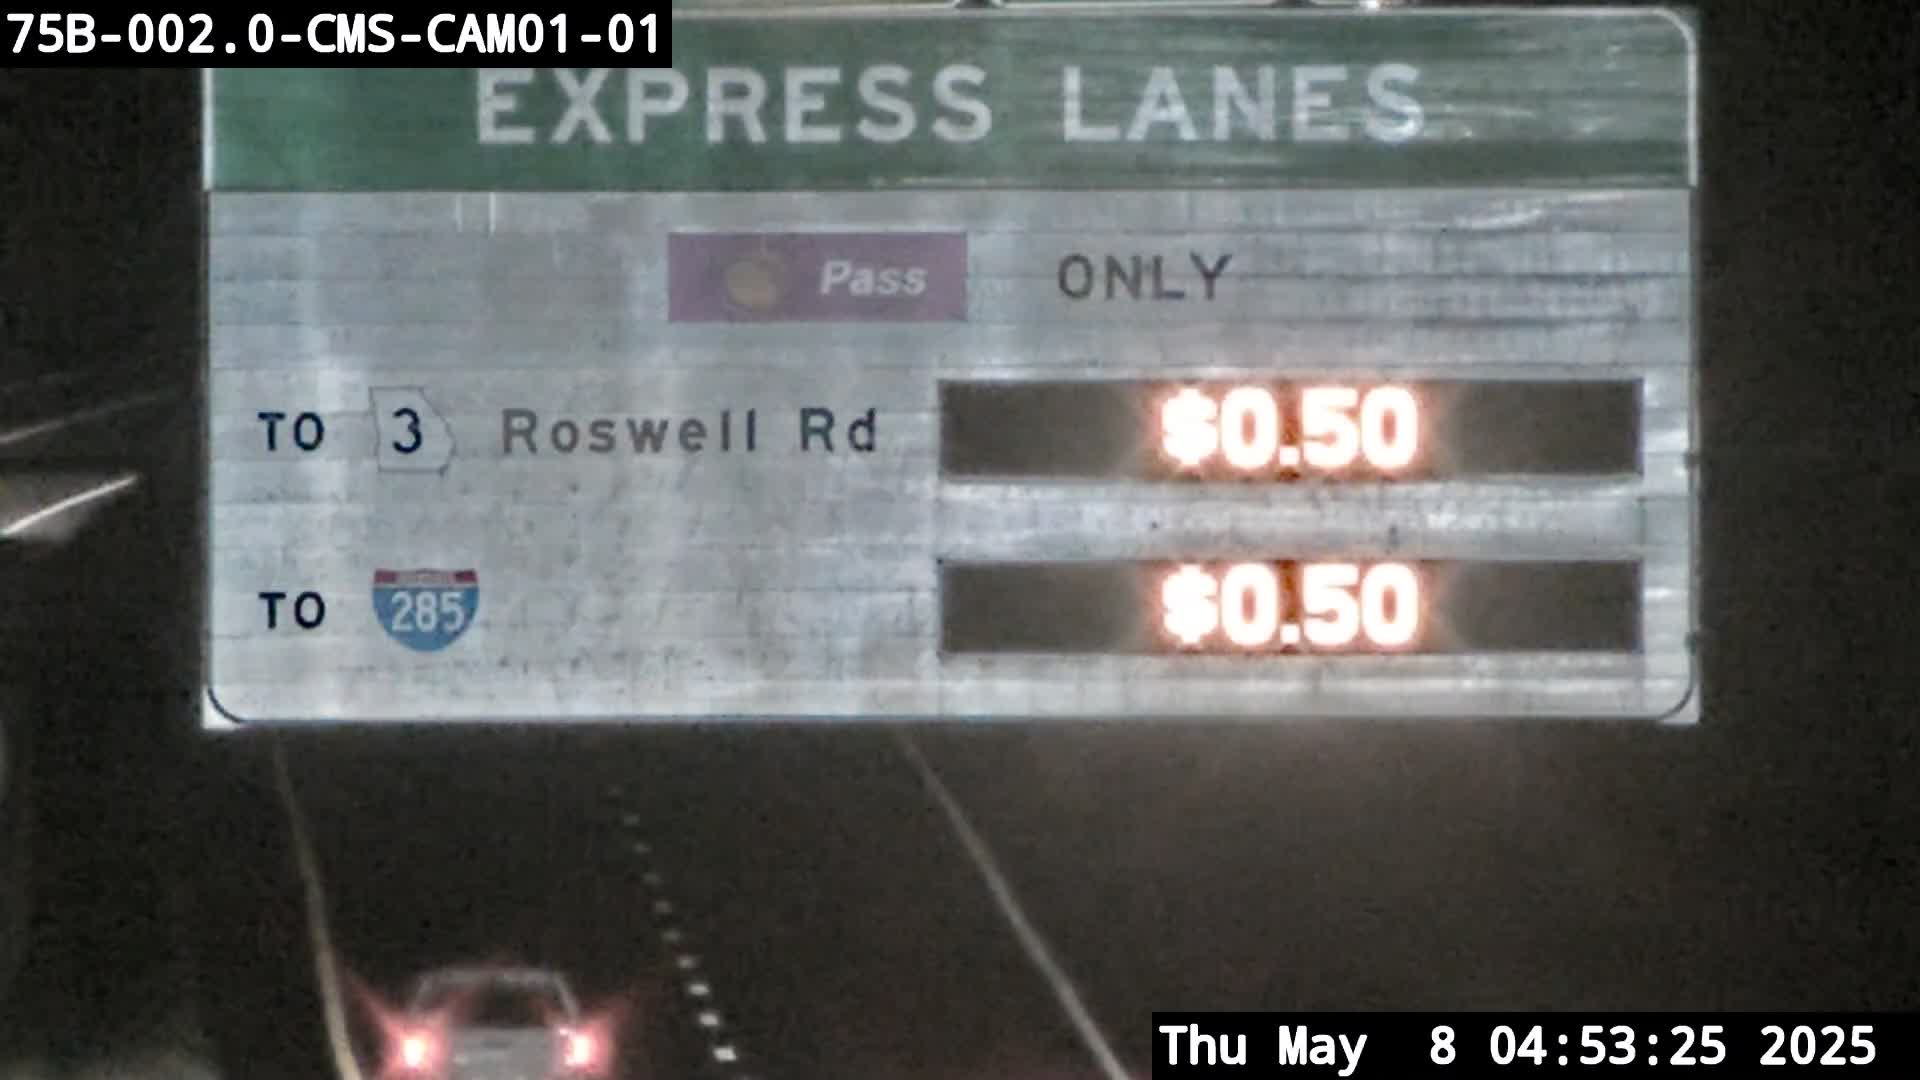 75B-002.0-CMS-CAM01-01
EXPRESS LANES
Pass ONLY
TO 3 Roswell Rd $0.50
TO 285 $0.50
Thu May 8 04:53:25 2025